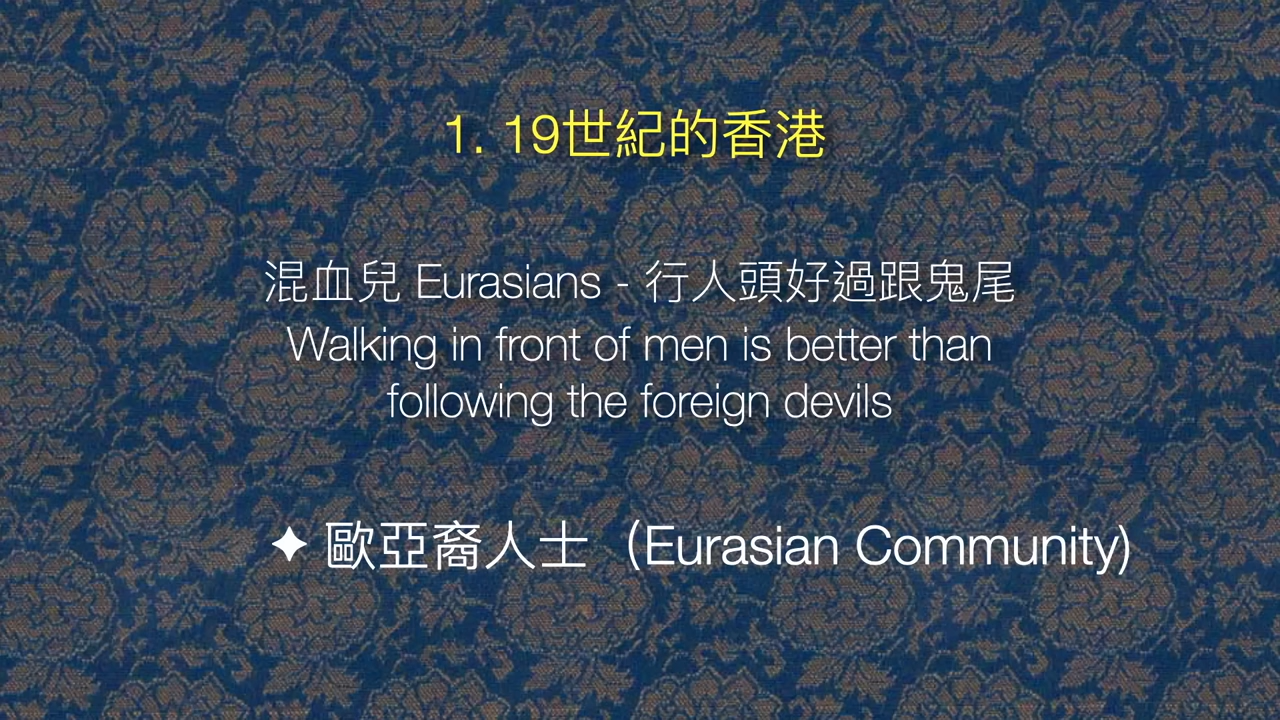 1. 19世紀的香港
混血兒 Eurasians - 行人頭好過跟鬼尾
Walking in front of men is better than
following the foreign devils
✦ 歐亞裔人士（Eurasian Community)